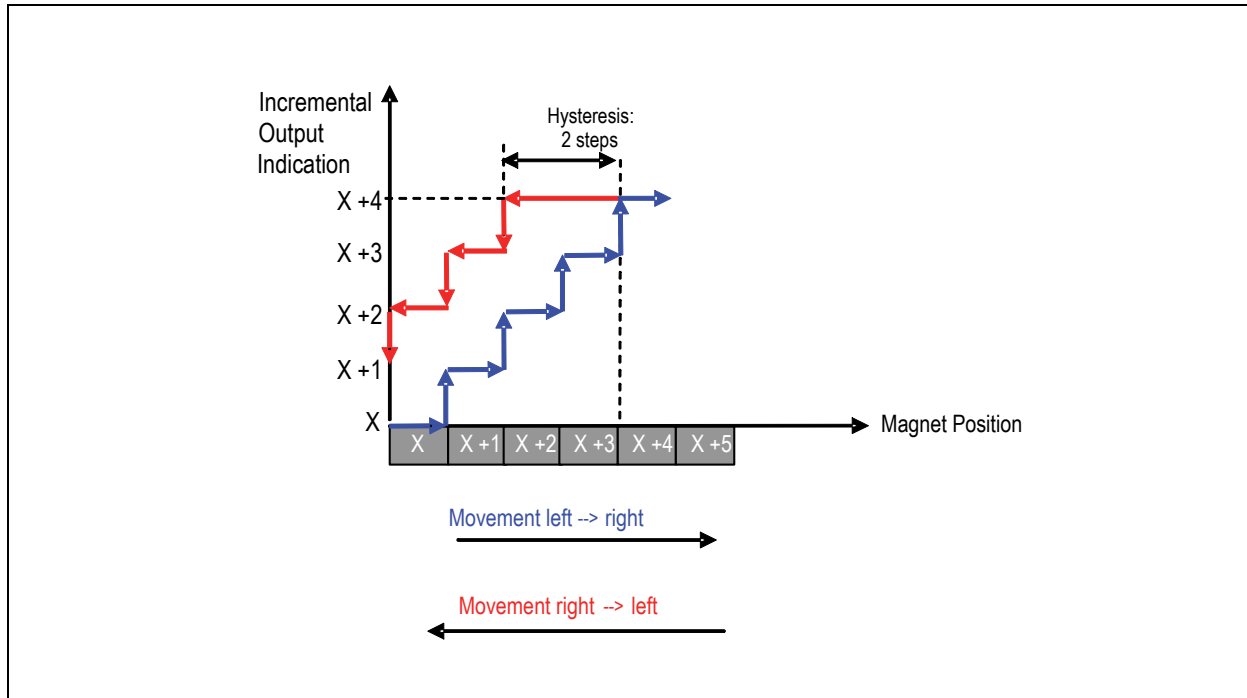 Incremental
Output
Indication
Hysteresis:
2 steps
X +4
X +3
X +2
X +1
X
Magnet Position
X X +1 X +2 X +3 X +4 X +5
Movement left --> right
Movement right --> left